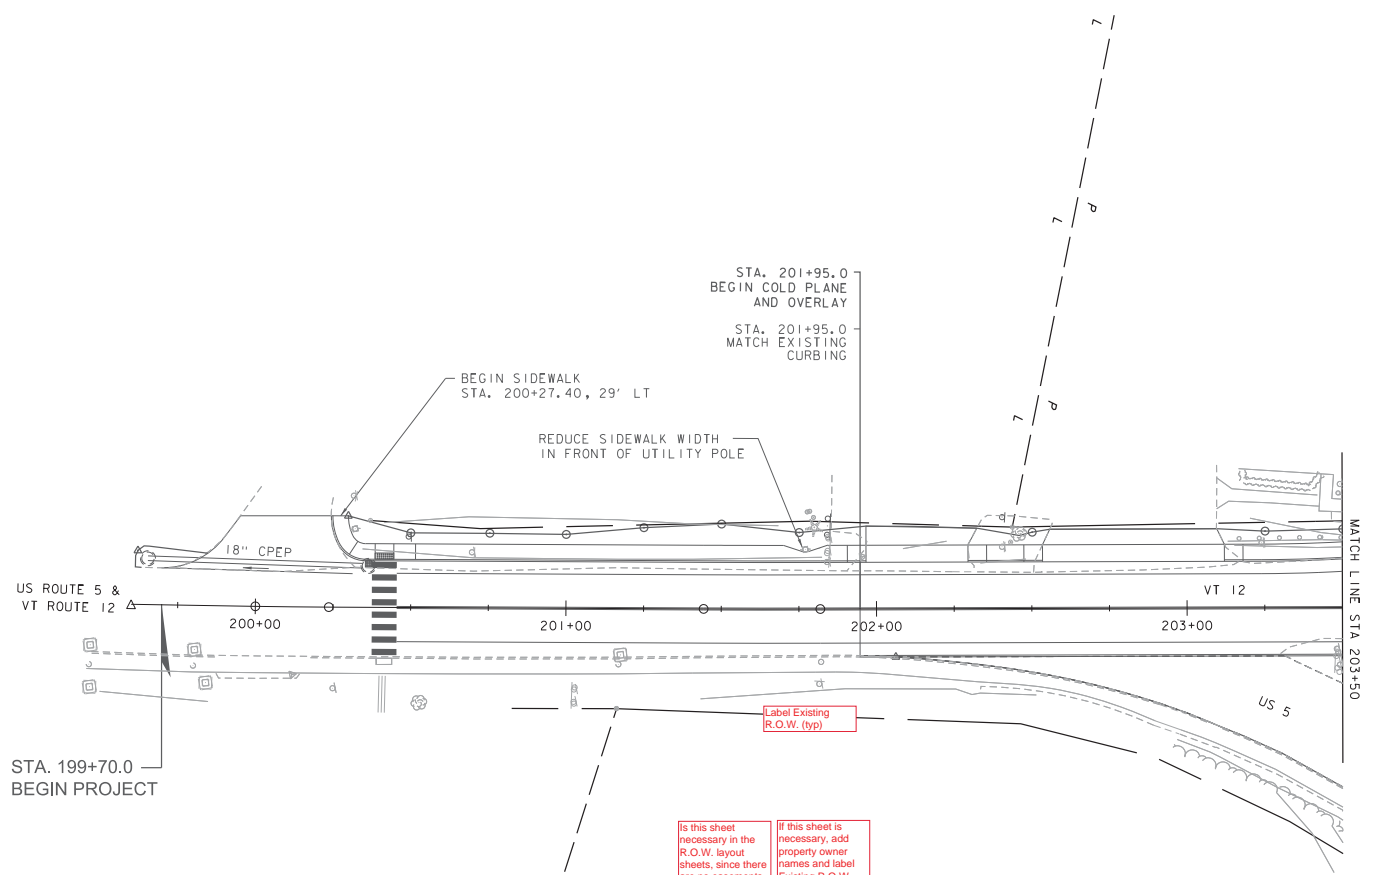 L
P
L
STA. 201+95.0
BEGIN COLD PLANE
AND OVERLAY
STA. 201+95.0
MATCH EXISTING
CURBING
BEGIN SIDEWALK
STA. 200+27.40, 29' LT
P
L
REDUCE SIDEWALK WIDTH
IN FRONT OF UTILITY POLE
18" CPEP
US ROUTE 5 &
VT ROUTE 12
VT 12
200+00
201+00
202+00
203+00
MATCH LINE STA 203+50
US 5
Label Existing
R.O.W. (typ)
STA. 199+70.0
BEGIN PROJECT
Is this sheet
necessary in the
R.O.W. layout
sheets, since there
If this sheet is
necessary, add
property owner
names and label